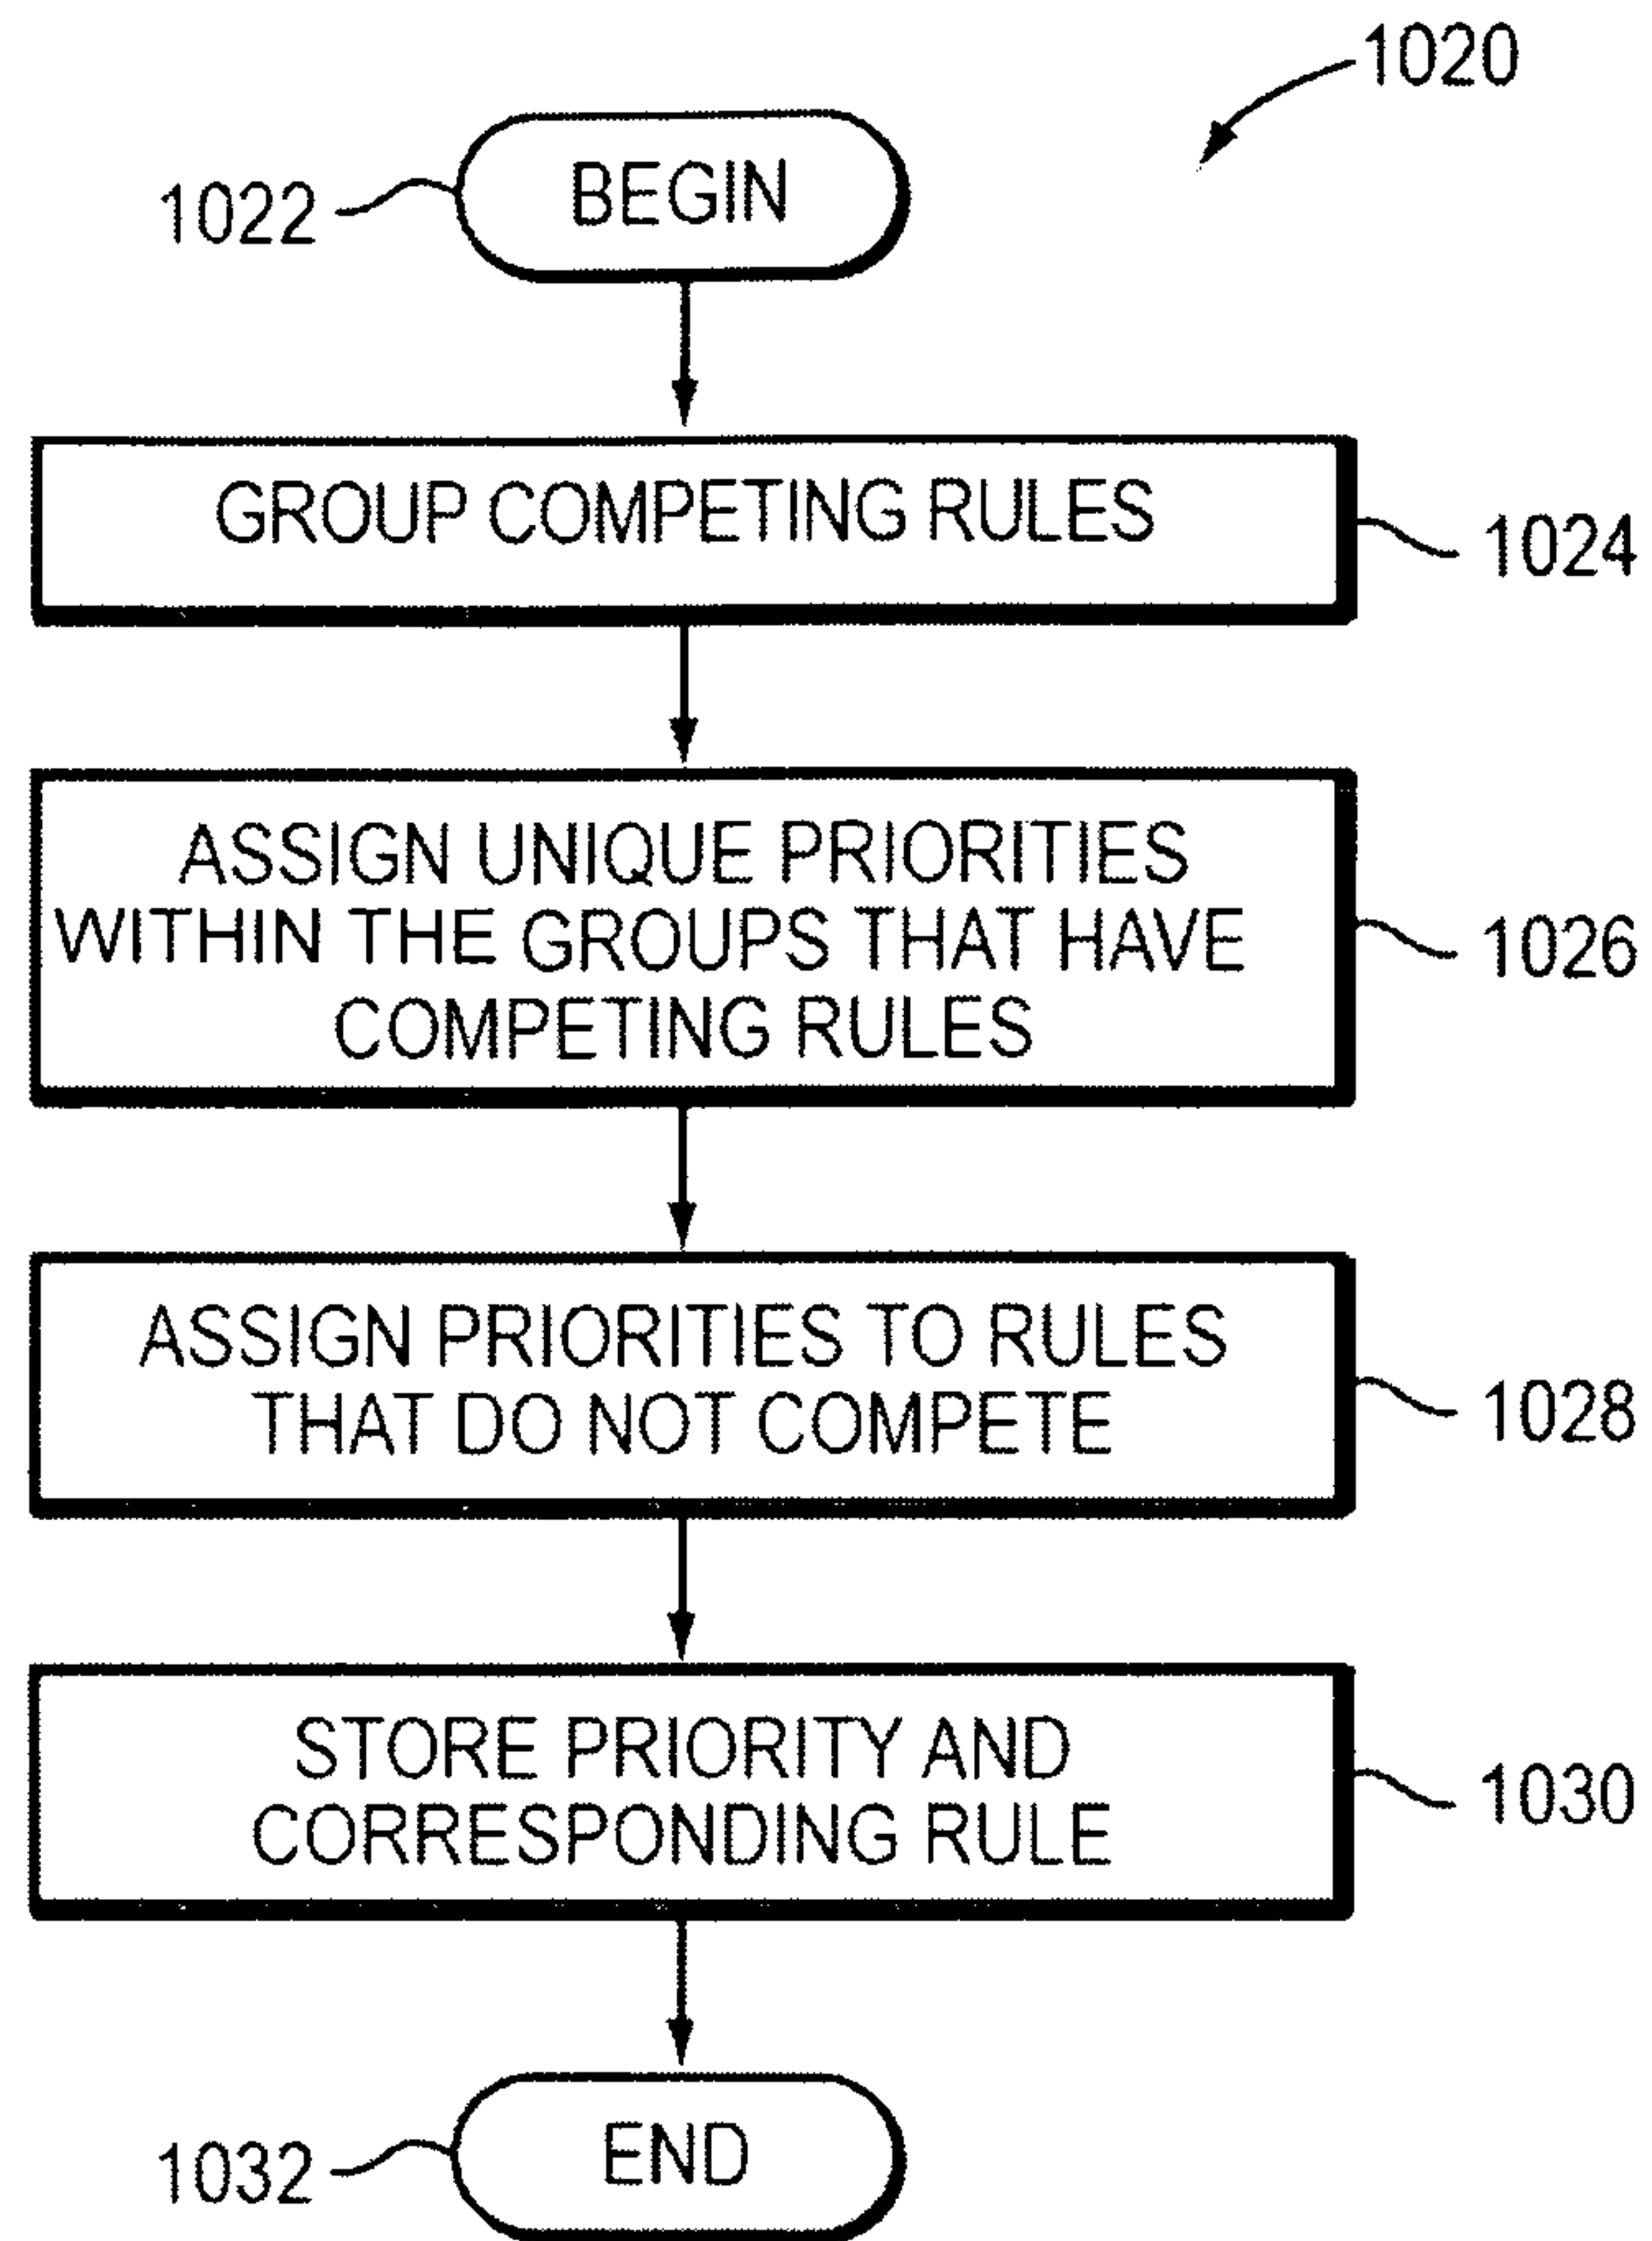 1020
1022
BEGIN
GROUP COMPETING RULES
1024
ASSIGN UNIQUE PRIORITIES
WITHIN THE GROUPS THAT HAVE
COMPETING RULES
1026
ASSIGN PRIORITIES TO RULES
THAT DO NOT COMPETE
1028
STORE PRIORITY AND
CORRESPONDING RULE
1030
1032
END